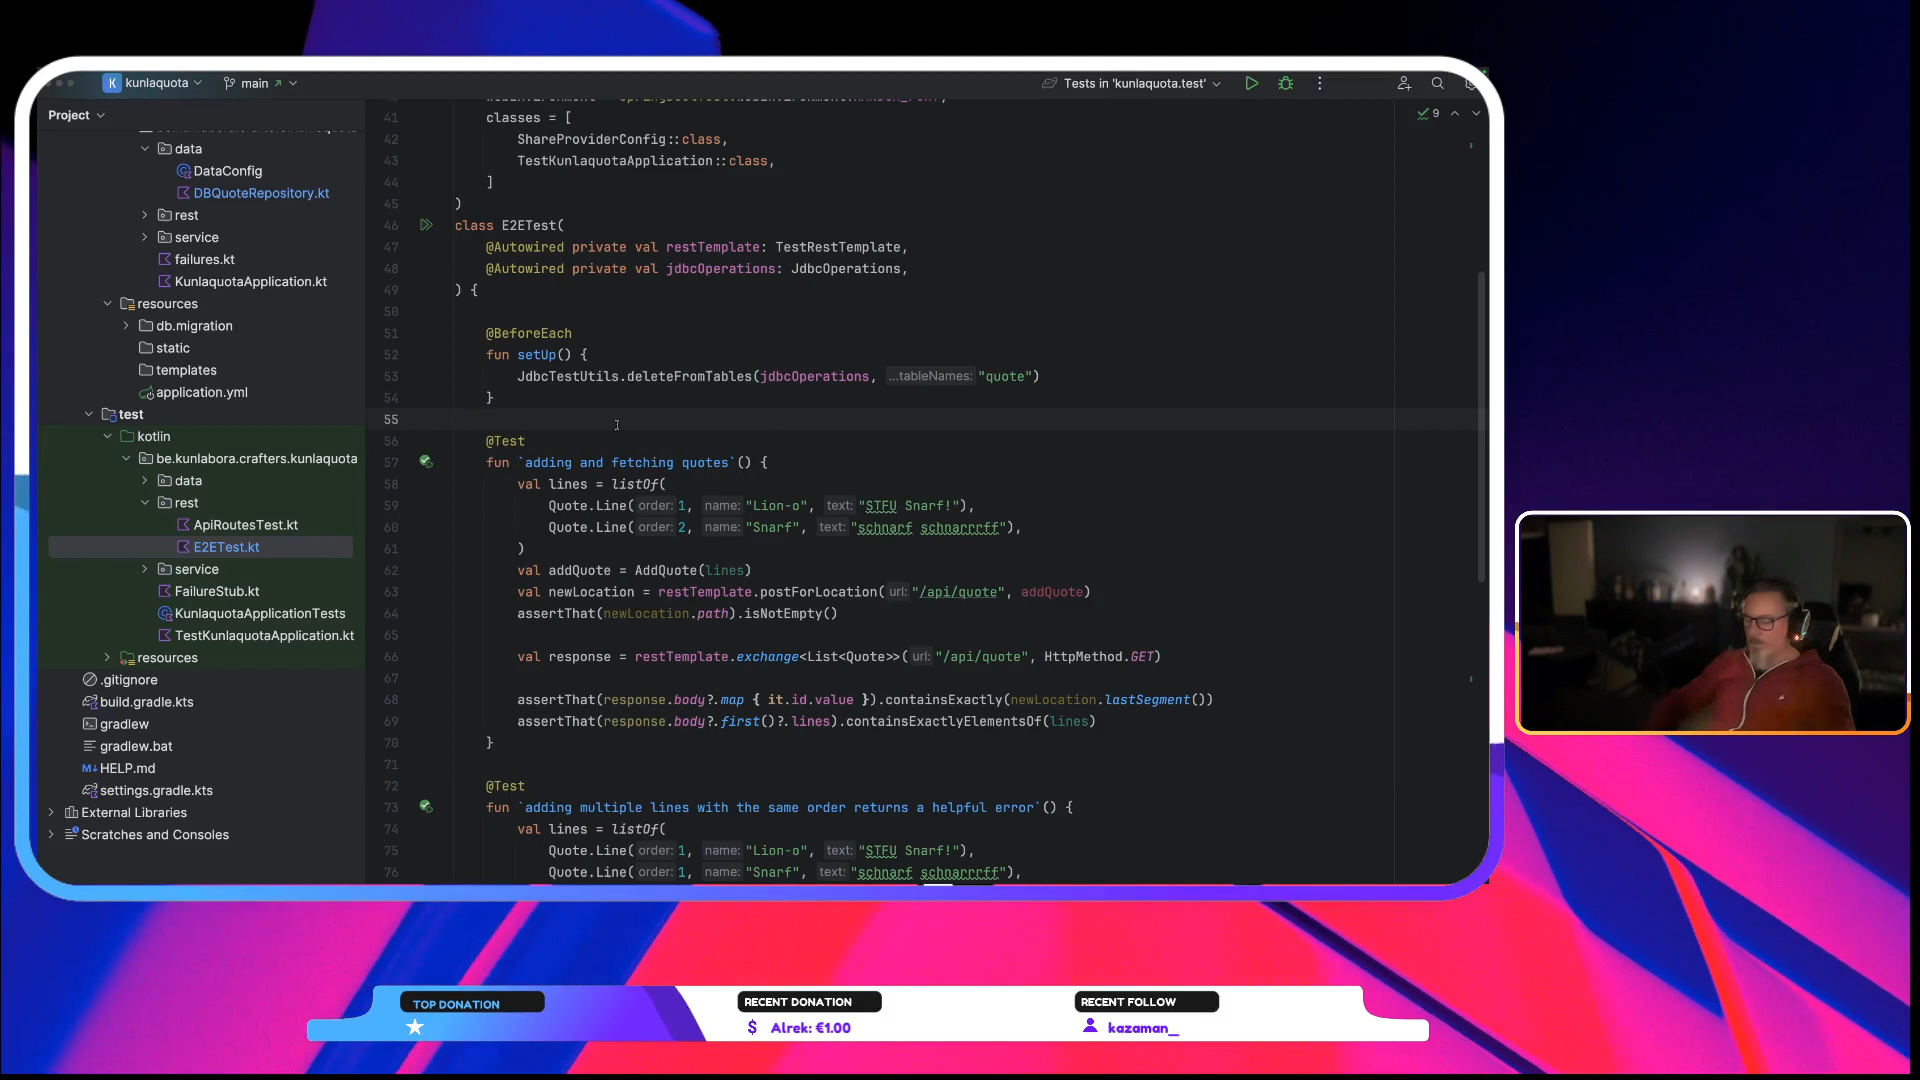 K kunlaquota main
Tests in 'kunlaquota.test'
Project
data
DataConfig
DBQuoteRepository.kt
rest
service
failures.kt
KunlaquotaApplication.kt
resources
db.migration
static
templates
application.yml
test
kotlin
be.kunlabora.crafters.kunlaquota
data
rest
ApiRoutesTest.kt
E2ETest.kt
service
FailureStub.kt
KunlaquotaApplicationTests
TestKunlaquotaApplication.kt
resources
.gitignore
build.gradle.kts
gradlew
gradlew.bat
M↓ HELP.md
settings.gradle.kts
External Libraries
Scratches and Consoles
9
41 classes = [
42 ShareProviderConfig::class,
43 TestKunlaquotaApplication::class,
44 ]
45 )
46 class E2ETest(
47 @Autowired private val restTemplate: TestRestTemplate,
48 @Autowired private val jdbcOperations: JdbcOperations,
49 ) {
50
51 @BeforeEach
52 fun setUp() {
53 JdbcTestUtils.deleteFromTables(jdbcOperations, ...tableNames: "quote")
54 }
55
56 @Test
57 fun `adding and fetching quotes`() {
58 val lines = listOf(
59 Quote.Line( order: 1, name: "Lion-o", text: "STFU Snarf!"),
60 Quote.Line( order: 2, name: "Snarf", text: "schnarf schnarrrff"),
61 )
62 val addQuote = AddQuote(lines)
63 val newLocation = restTemplate.postForLocation( url: "/api/quote", addQuote)
64 assertThat(newLocation.path).isNotEmpty()
65
66 val response = restTemplate.exchange<List<Quote>>( url: "/api/quote", HttpMethod.GET)
67
68 assertThat(response.body?.map { it.id.value }).containsExactly(newLocation.lastSegment())
69 assertThat(response.body?.first()?.lines).containsExactlyElementsOf(lines)
70 }
71
72 @Test
73 fun `adding multiple lines with the same order returns a helpful error`() {
74 val lines = listOf(
75 Quote.Line( order: 1, name: "Lion-o", text: "STFU Snarf!"),
76 Quote.Line( order: 1, name: "Snarf", text: "schnarf schnarrrff"),
TOP DONATION
RECENT DONATION
$ Alrek: €1.00
RECENT FOLLOW
kazaman_